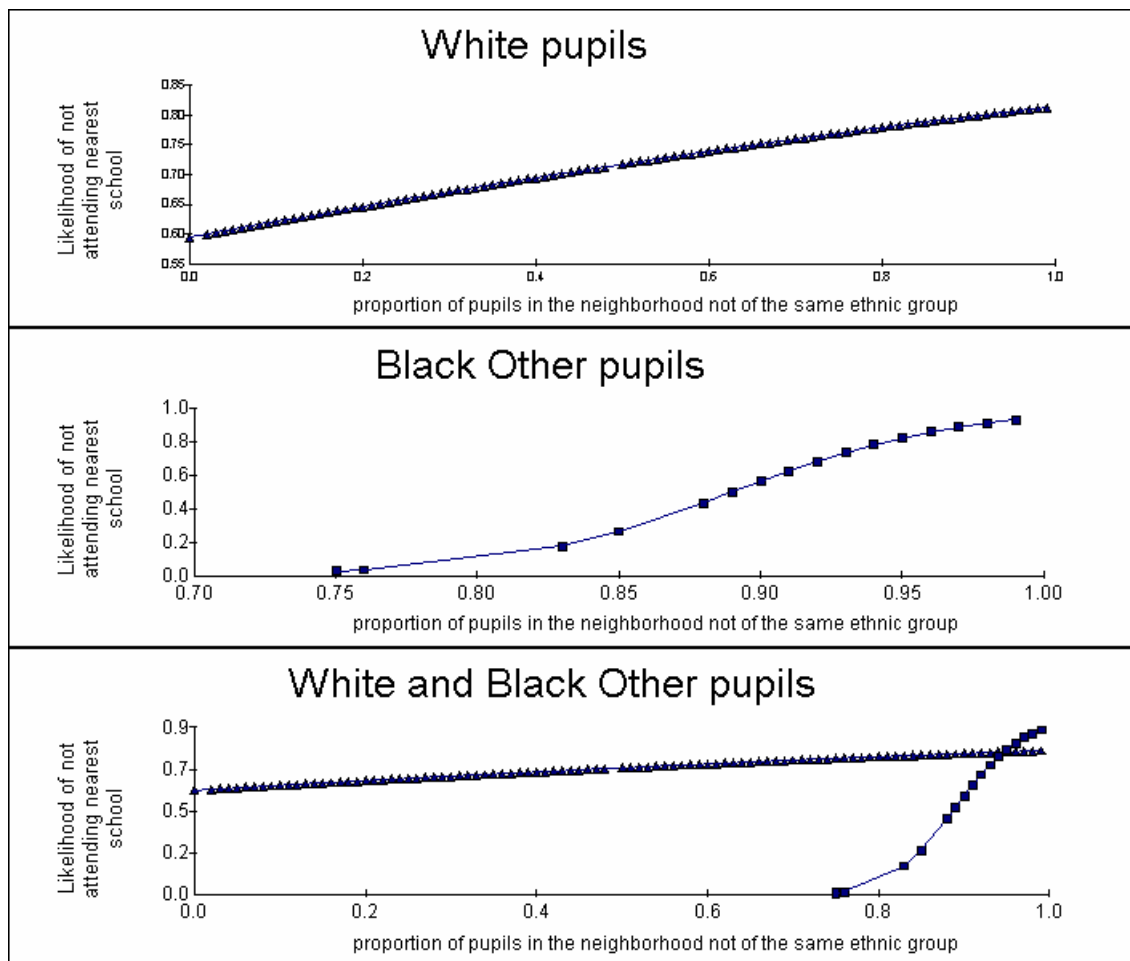 White pupils
Likelihood of not
attending nearest
school
0.85
0.80
0.75
0.70
0.65
0.60
0.55
0.0 0.2 0.4 0.6 0.8 1.0
proportion of pupils in the neighborhood not of the same ethnic group
Black Other pupils
Likelihood of not
attending nearest
school
1.0
0.8
0.6
0.4
0.2
0.0
0.70 0.75 0.80 0.85 0.90 0.95 1.00
proportion of pupils in the neighborhood not of the same ethnic group
White and Black Other pupils
Likelihood of not
attending nearest
school
0.9
0.7
0.5
0.2
0.0
0.0 0.2 0.4 0.6 0.8 1.0
proportion of pupils in the neighborhood not of the same ethnic group